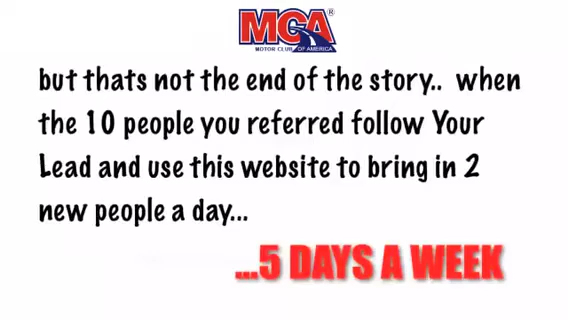 MCA®
MOTOR CLUB OF AMERICA
but thats not the end of the story.. when
the 10 people you referred follow Your
Lead and use this website to bring in 2
new people a day...
...5 DAYS A WEEK